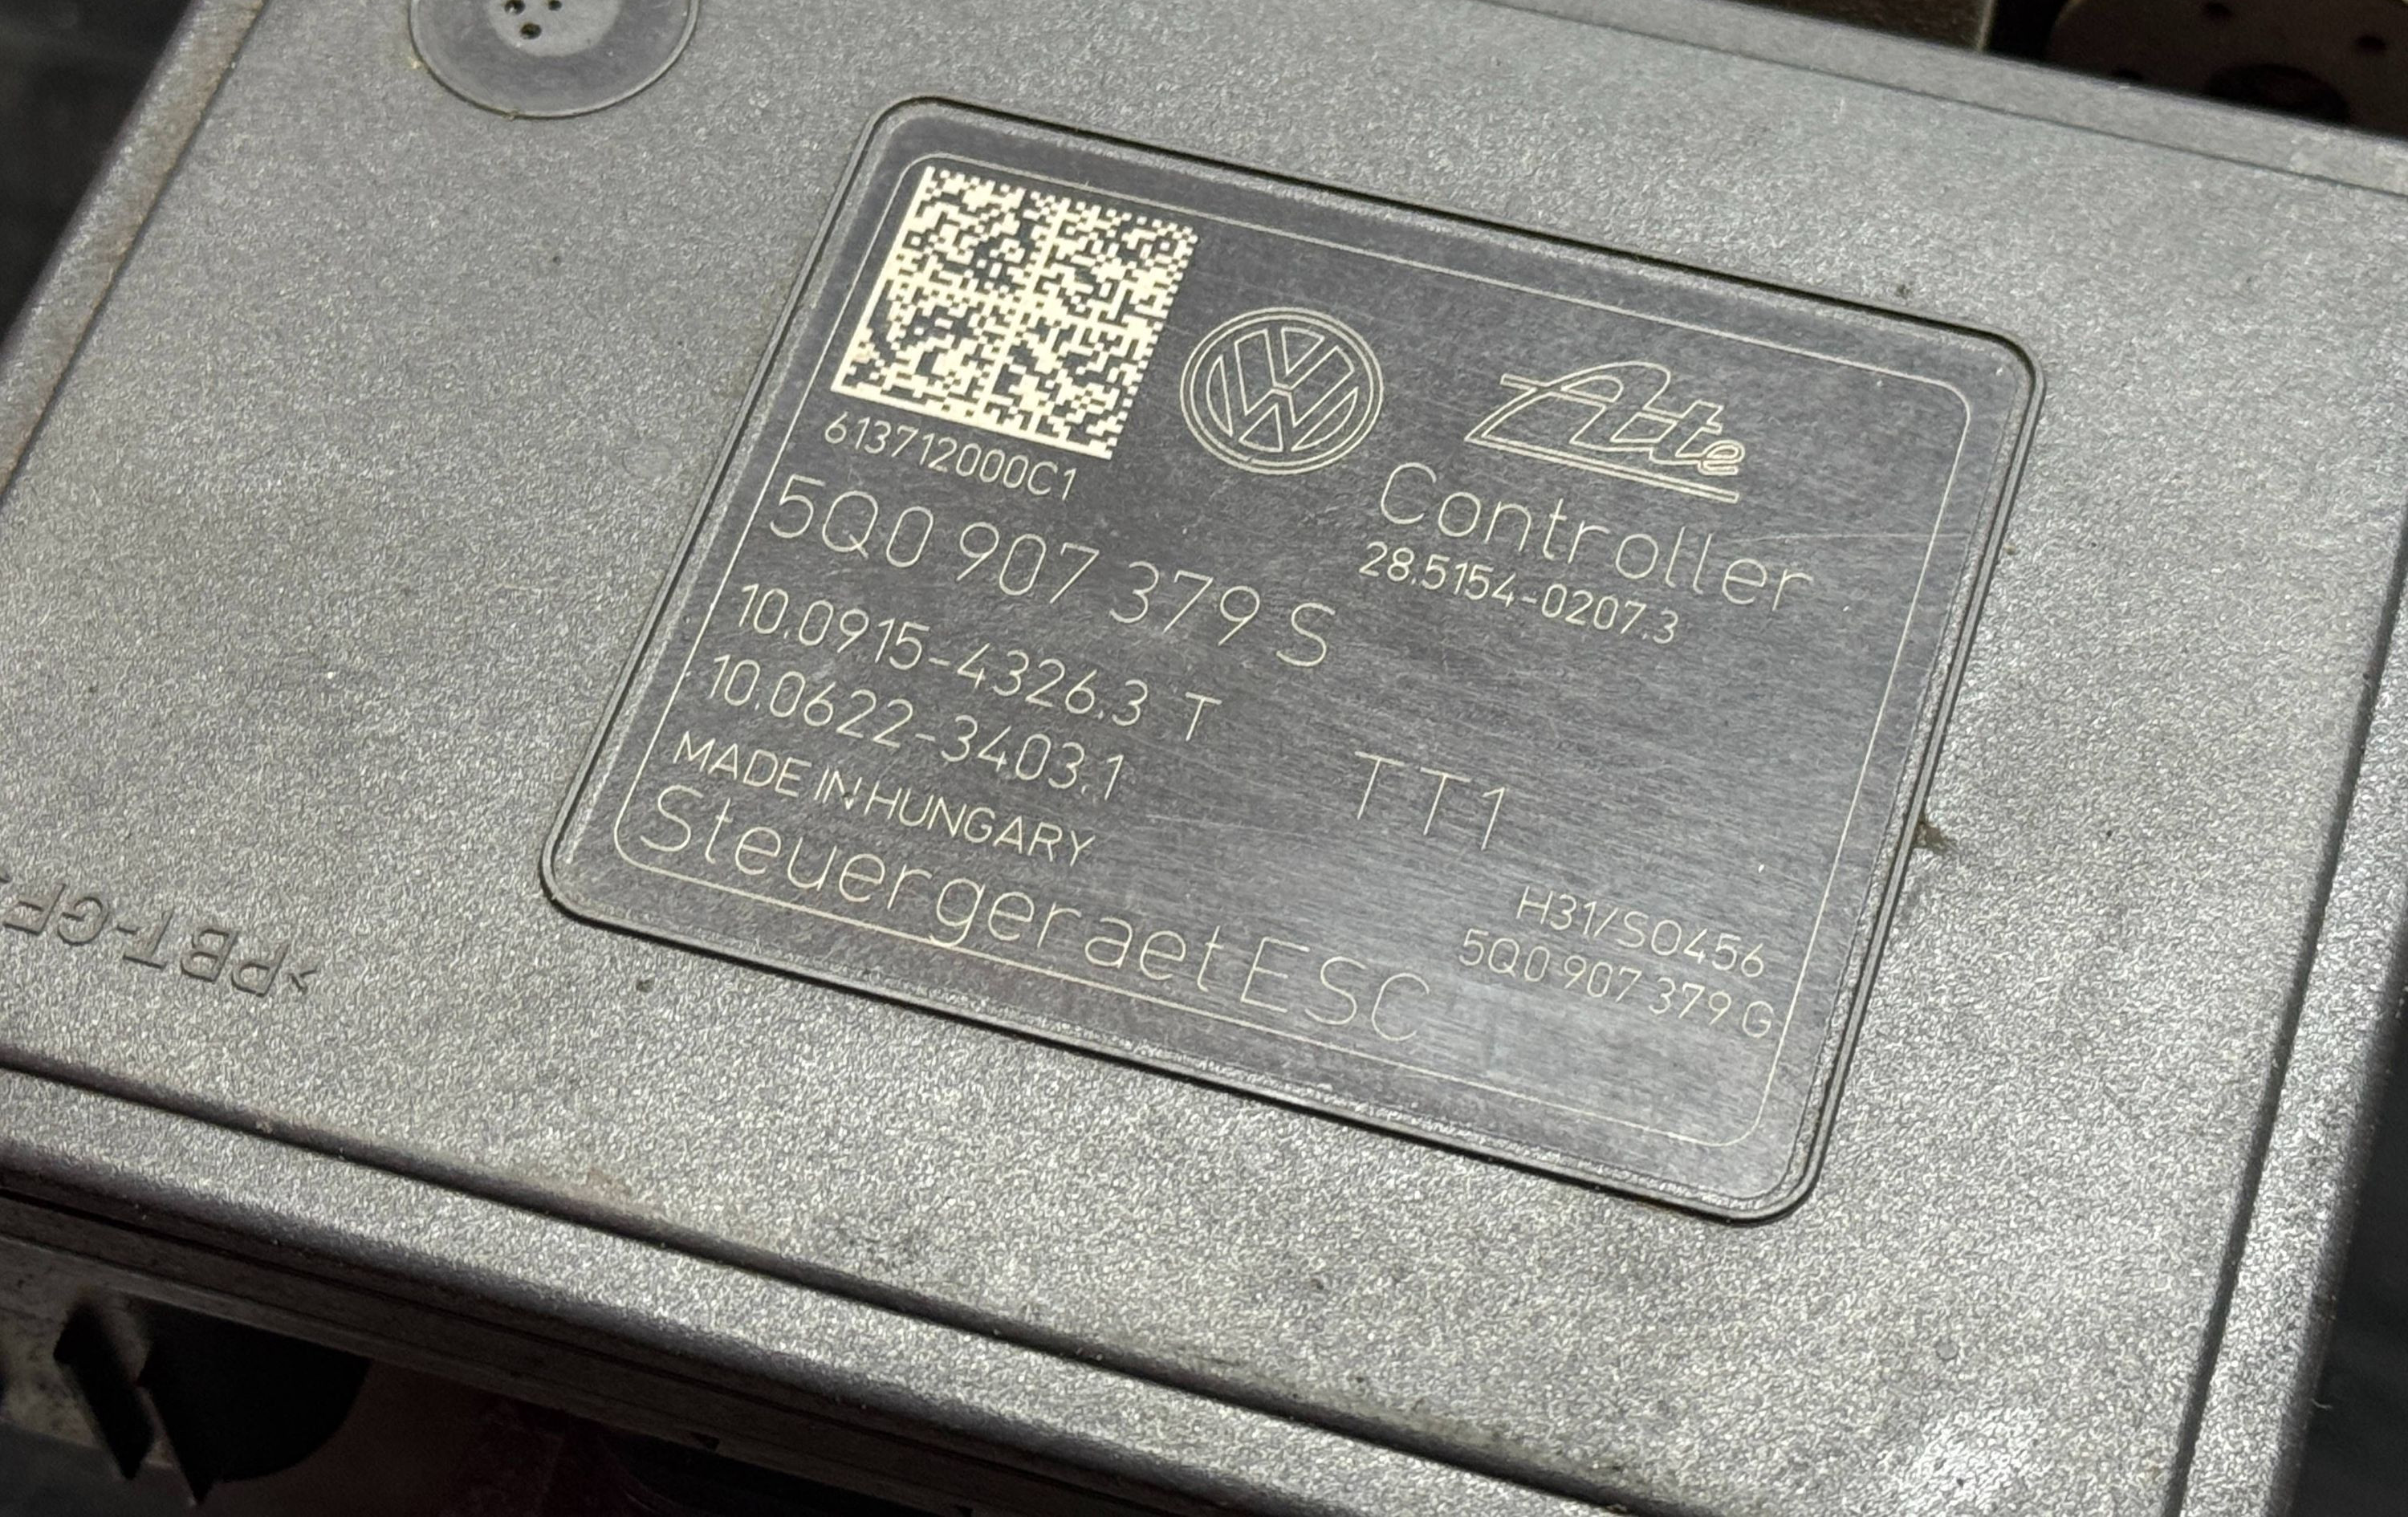 613712000C1
Ate
Controller
28.5154-0207.3
5Q0 907 379 S
10.0915-4326.3 T
10.0622-3403.1
TT1
MADE IN HUNGARY
Steuergeraet ESC
H31/S0456
5Q0 907 379 G
>PBT-GF